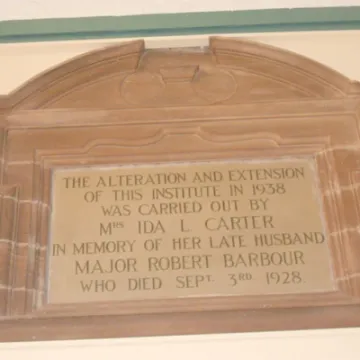 THE ALTERATION AND EXTENSION
OF THIS INSTITUTE IN 1938
WAS CARRIED OUT BY
MRS IDA L CARTER
IN MEMORY OF HER LATE HUSBAND
MAJOR ROBERT BARBOUR
WHO DIED SEPT. 3RD 1928.